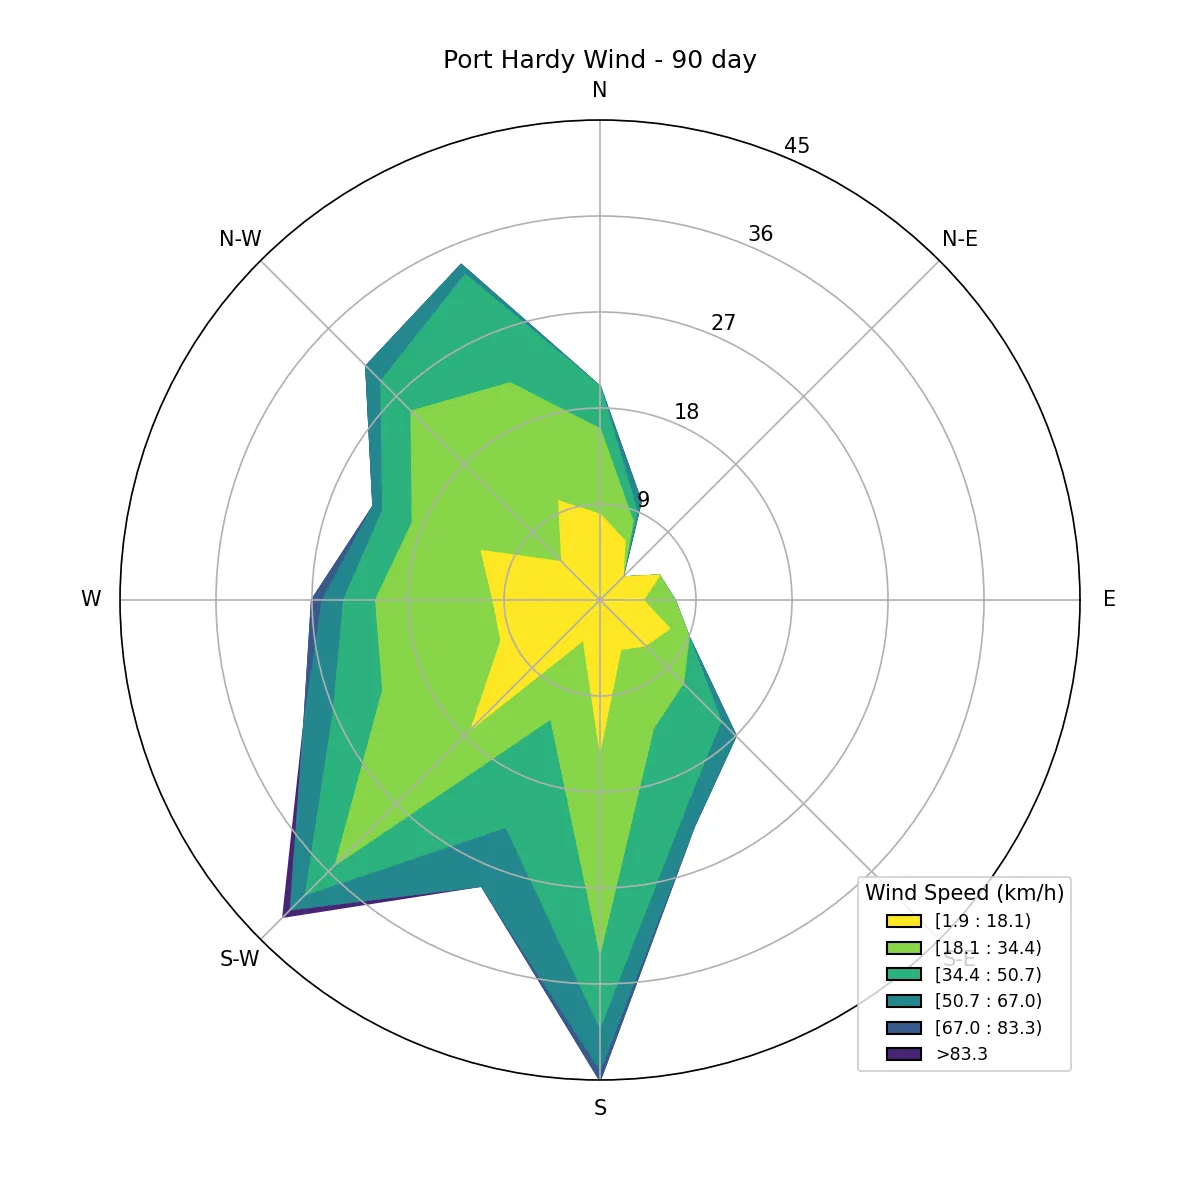 Port Hardy Wind - 90 day
N
45
N-W
36
N-E
27
18
9
W
E
S-W
S-E
Wind Speed (km/h)
[1.9 : 18.1)
[18.1 : 34.4)
[34.4 : 50.7)
[50.7 : 67.0)
[67.0 : 83.3)
>83.3
S